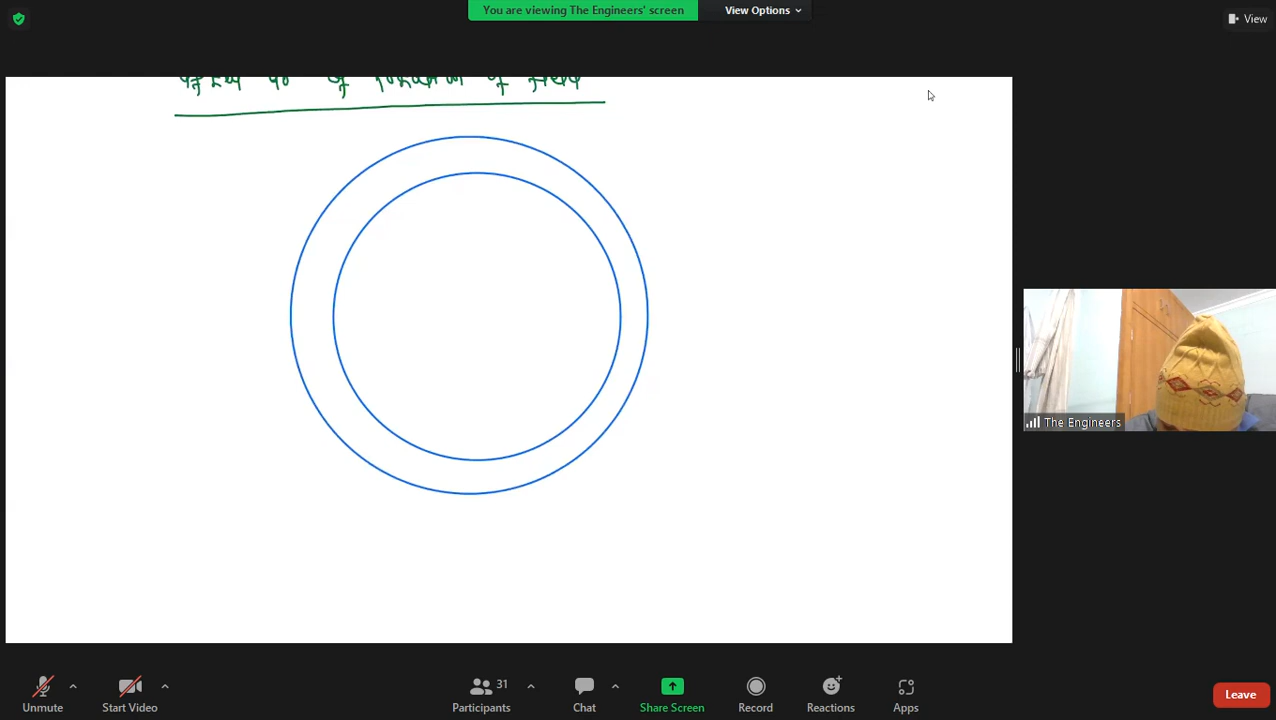 You are viewing The Engineers' screen
View Options
View
The Engineers
31
Unmute
Start Video
Participants
Chat
Share Screen
Record
Reactions
Apps
Leave